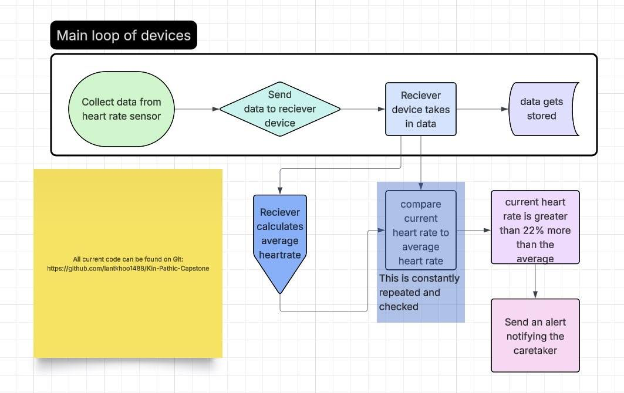 Main loop of devices
Collect data from
heart rate sensor
Send
data to reciever
device
Reciever
device takes
in data
data gets
stored
All current code can be found on Git:
https://github.com/lantkhoo1488/Kin-Pathic-Capstone
Reciever
calculates
average
heartrate
compare
current
heart rate to
average
heart rate
This is constantly
repeated and
checked
current heart
rate is greater
than 22% more
than the
average
Send an alert
notifying the
caretaker